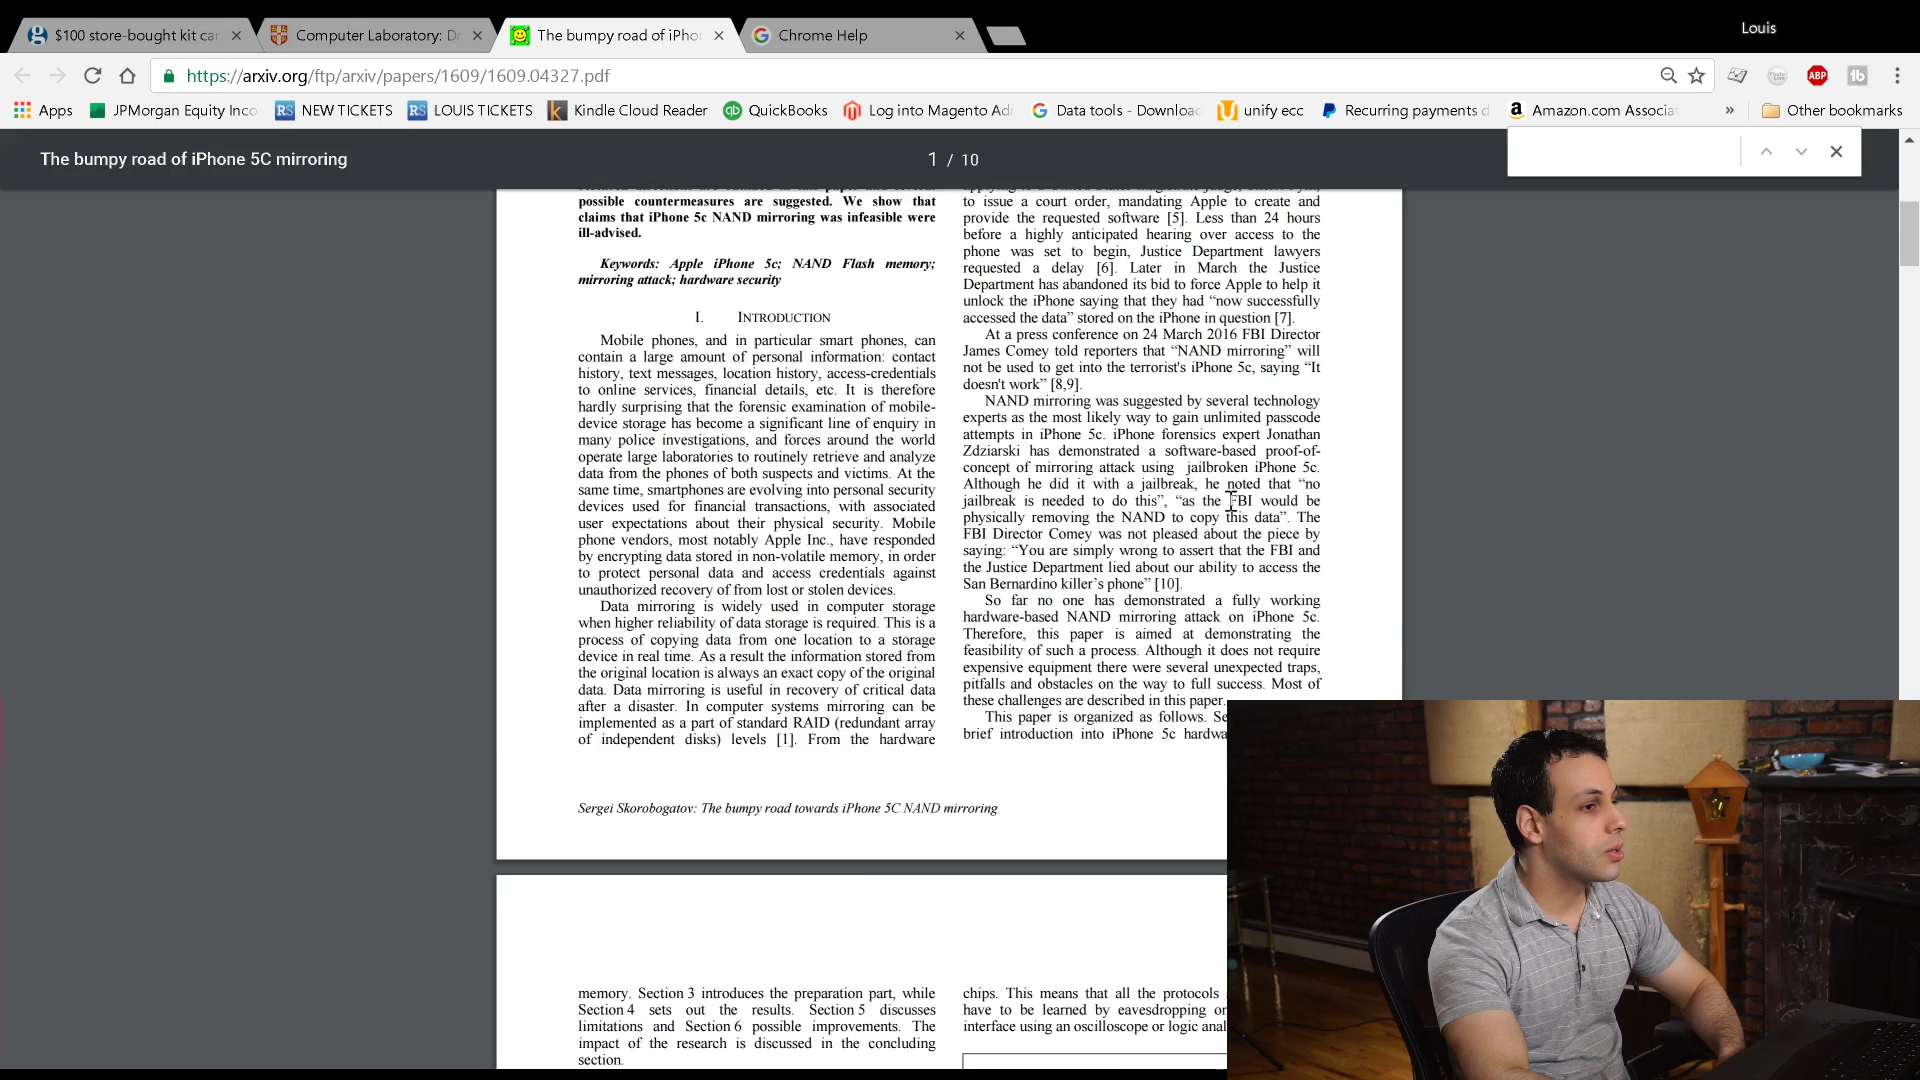 Louis
$100 store-bought kit car
Computer Laboratory: Dr
The bumpy road of iPhor
Chrome Help
https://arxiv.org/ftp/arxiv/papers/1609/1609.04327.pdf
ABP
Apps
JPMorgan Equity Inco
RS NEW TICKETS
RS LOUIS TICKETS
Kindle Cloud Reader
qb QuickBooks
Log into Magento Ad
Data tools - Downloa
unify ecc
Recurring payments d
Amazon.com Associa
»
Other bookmarks
The bumpy road of iPhone 5C mirroring
1 / 10
possible countermeasures are suggested. We show that
claims that iPhone 5c NAND mirroring was infeasible were
ill-advised.
Keywords: Apple iPhone 5c; NAND Flash memory;
mirroring attack; hardware security
I. INTRODUCTION
Mobile phones, and in particular smart phones, can
contain a large amount of personal information: contact
history, text messages, location history, access-credentials
to online services, financial details, etc. It is therefore
hardly surprising that the forensic examination of mobile-
device storage has become a significant line of enquiry in
many police investigations, and forces around the world
operate large laboratories to routinely retrieve and analyze
data from the phones of both suspects and victims. At the
same time, smartphones are evolving into personal security
devices used for financial transactions, with associated
user expectations about their physical security. Mobile
phone vendors, most notably Apple Inc., have responded
by encrypting data stored in non-volatile memory, in order
to protect personal data and access credentials against
unauthorized recovery of from lost or stolen devices.
Data mirroring is widely used in computer storage
when higher reliability of data storage is required. This is a
process of copying data from one location to a storage
device in real time. As a result the information stored from
the original location is always an exact copy of the original
data. Data mirroring is useful in recovery of critical data
after a disaster. In computer systems mirroring can be
implemented as a part of standard RAID (redundant array
of independent disks) levels [1]. From the hardware
to issue a court order, mandating Apple to create and
provide the requested software [5]. Less than 24 hours
before a highly anticipated hearing over access to the
phone was set to begin, Justice Department lawyers
requested a delay [6]. Later in March the Justice
Department has abandoned its bid to force Apple to help it
unlock the iPhone saying that they had “now successfully
accessed the data” stored on the iPhone in question [7].
At a press conference on 24 March 2016 FBI Director
James Comey told reporters that “NAND mirroring” will
not be used to get into the terrorist's iPhone 5c, saying “It
doesn't work” [8,9].
NAND mirroring was suggested by several technology
experts as the most likely way to gain unlimited passcode
attempts in iPhone 5c. iPhone forensics expert Jonathan
Zdziarski has demonstrated a software-based proof-of-
concept of mirroring attack using jailbroken iPhone 5c.
Although he did it with a jailbreak, he noted that “no
jailbreak is needed to do this”, “as the FBI would be
physically removing the NAND to copy this data”. The
FBI Director Comey was not pleased about the piece by
saying: “You are simply wrong to assert that the FBI and
the Justice Department lied about our ability to access the
San Bernardino killer’s phone” [10].
So far no one has demonstrated a fully working
hardware-based NAND mirroring attack on iPhone 5c.
Therefore, this paper is aimed at demonstrating the
feasibility of such a process. Although it does not require
expensive equipment there were several unexpected traps,
pitfalls and obstacles on the way to full success. Most of
these challenges are described in this paper.
This paper is organized as follows. Se
brief introduction into iPhone 5c hardwa
Sergei Skorobogatov: The bumpy road towards iPhone 5C NAND mirroring
memory. Section 3 introduces the preparation part, while
Section 4 sets out the results. Section 5 discusses
limitations and Section 6 possible improvements. The
impact of the research is discussed in the concluding
section.
chips. This means that all the protocols
have to be learned by eavesdropping on
interface using an oscilloscope or logic anal